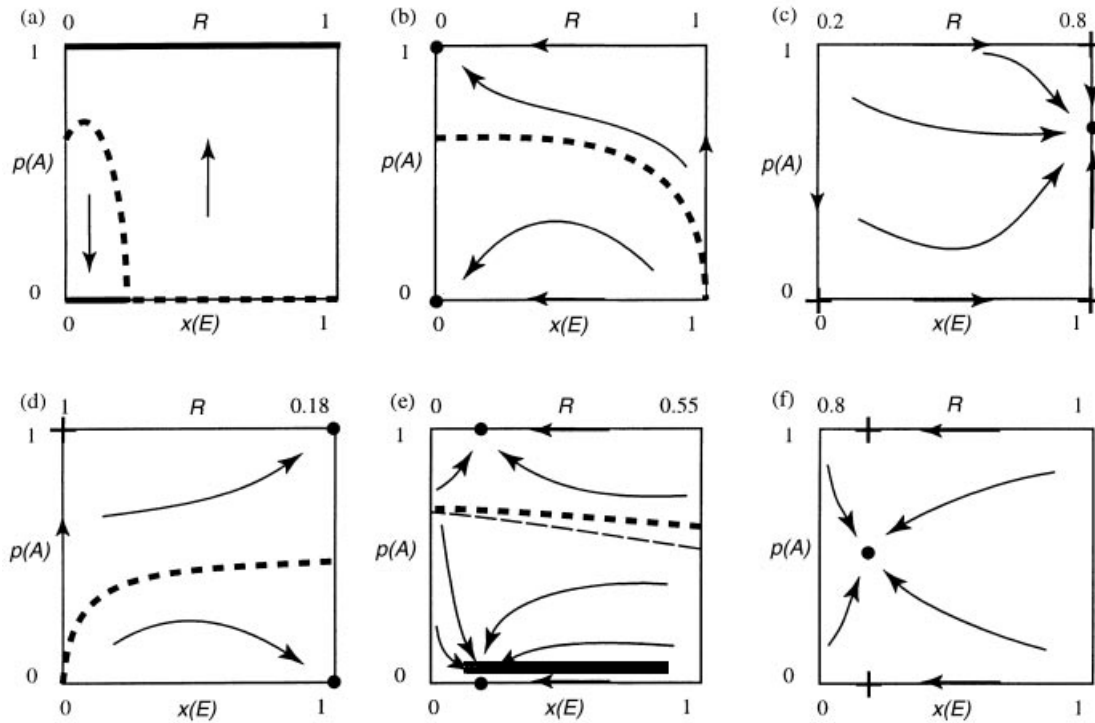 (a) 0 R 1
1
p(A)
0
0 x(E) 1
(b) 0 R 1
1
p(A)
0
0 x(E) 1
(c) 0.2 R 0.8
1
p(A)
0
0 x(E) 1
(d) 1 R 0.18
1
p(A)
0
0 x(E) 1
(e) 0 R 0.55
1
p(A)
0
0 x(E) 1
(f) 0.8 R 1
1
p(A)
0
0 x(E) 1